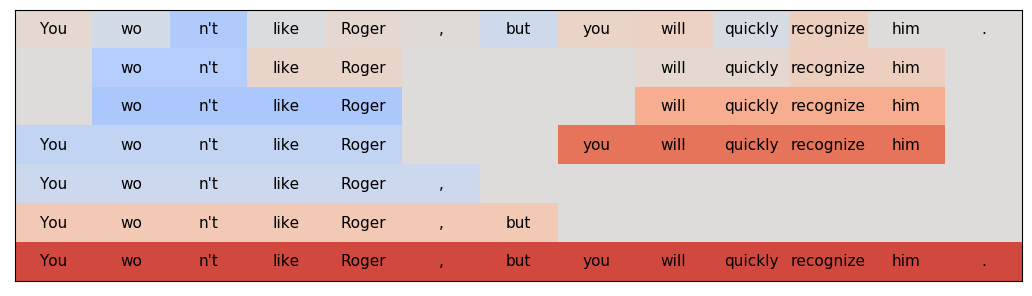 You wo n't like Roger , but you will quickly recognize him .
wo n't like Roger will quickly recognize him
wo n't like Roger will quickly recognize him
You wo n't like Roger you will quickly recognize him
You wo n't like Roger ,
You wo n't like Roger , but
You wo n't like Roger , but you will quickly recognize him .